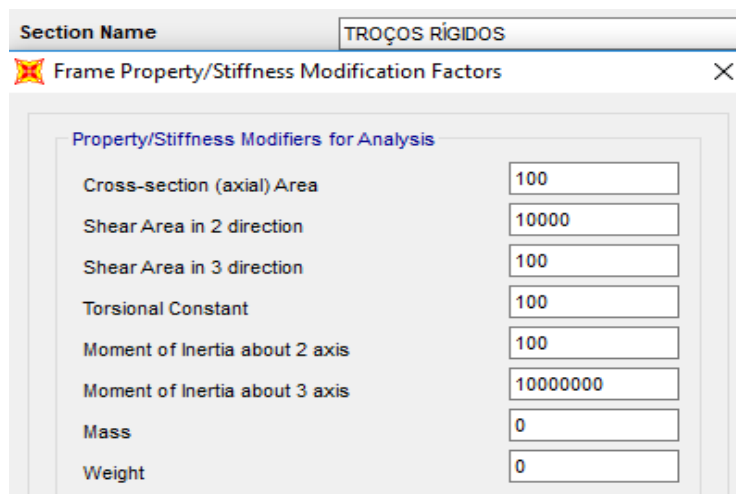 Section Name TROÇOS RÍGIDOS
Frame Property/Stiffness Modification Factors
Property/Stiffness Modifiers for Analysis
Cross-section (axial) Area 100
Shear Area in 2 direction 10000
Shear Area in 3 direction 100
Torsional Constant 100
Moment of Inertia about 2 axis 100
Moment of Inertia about 3 axis 10000000
Mass 0
Weight 0